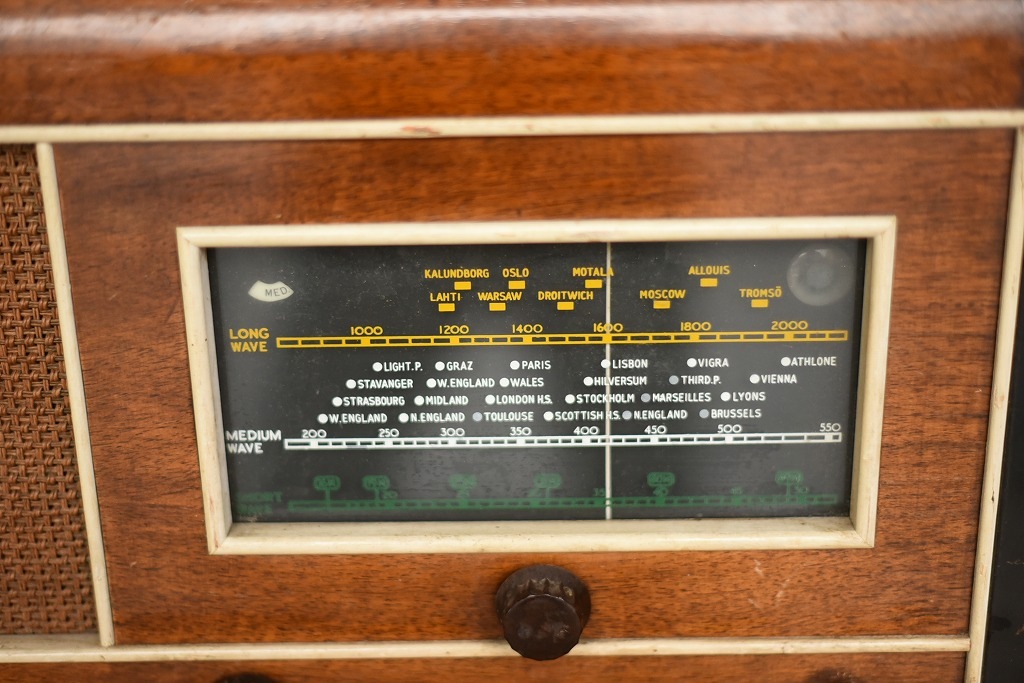 MED
KALUNDBORG OSLO MOTALA ALLOUIS
LAHTI WARSAW DROITWICH MOSCOW TROMSÖ
LONG WAVE 1000 1200 1400 1600 1800 2000
LIGHT.P. GRAZ PARIS LISBON VIGRA ATHLONE
STAVANGER W.ENGLAND WALES HILVERSUM THIRD.P. VIENNA
STRASBOURG MIDLAND LONDON H.S. STOCKHOLM MARSEILLES LYONS
W.ENGLAND N.ENGLAND TOULOUSE SCOTTISH H.S. N.ENGLAND BRUSSELS
MEDIUM WAVE 200 250 300 350 400 450 500 550